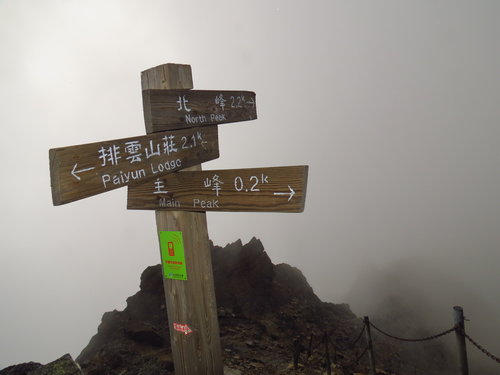 北 峰 2.2ᴷ→
North Peak
排雲山莊 2.1ᴷ
← Paiyun Lodge
主 峰 0.2ᴷ →
Main Peak